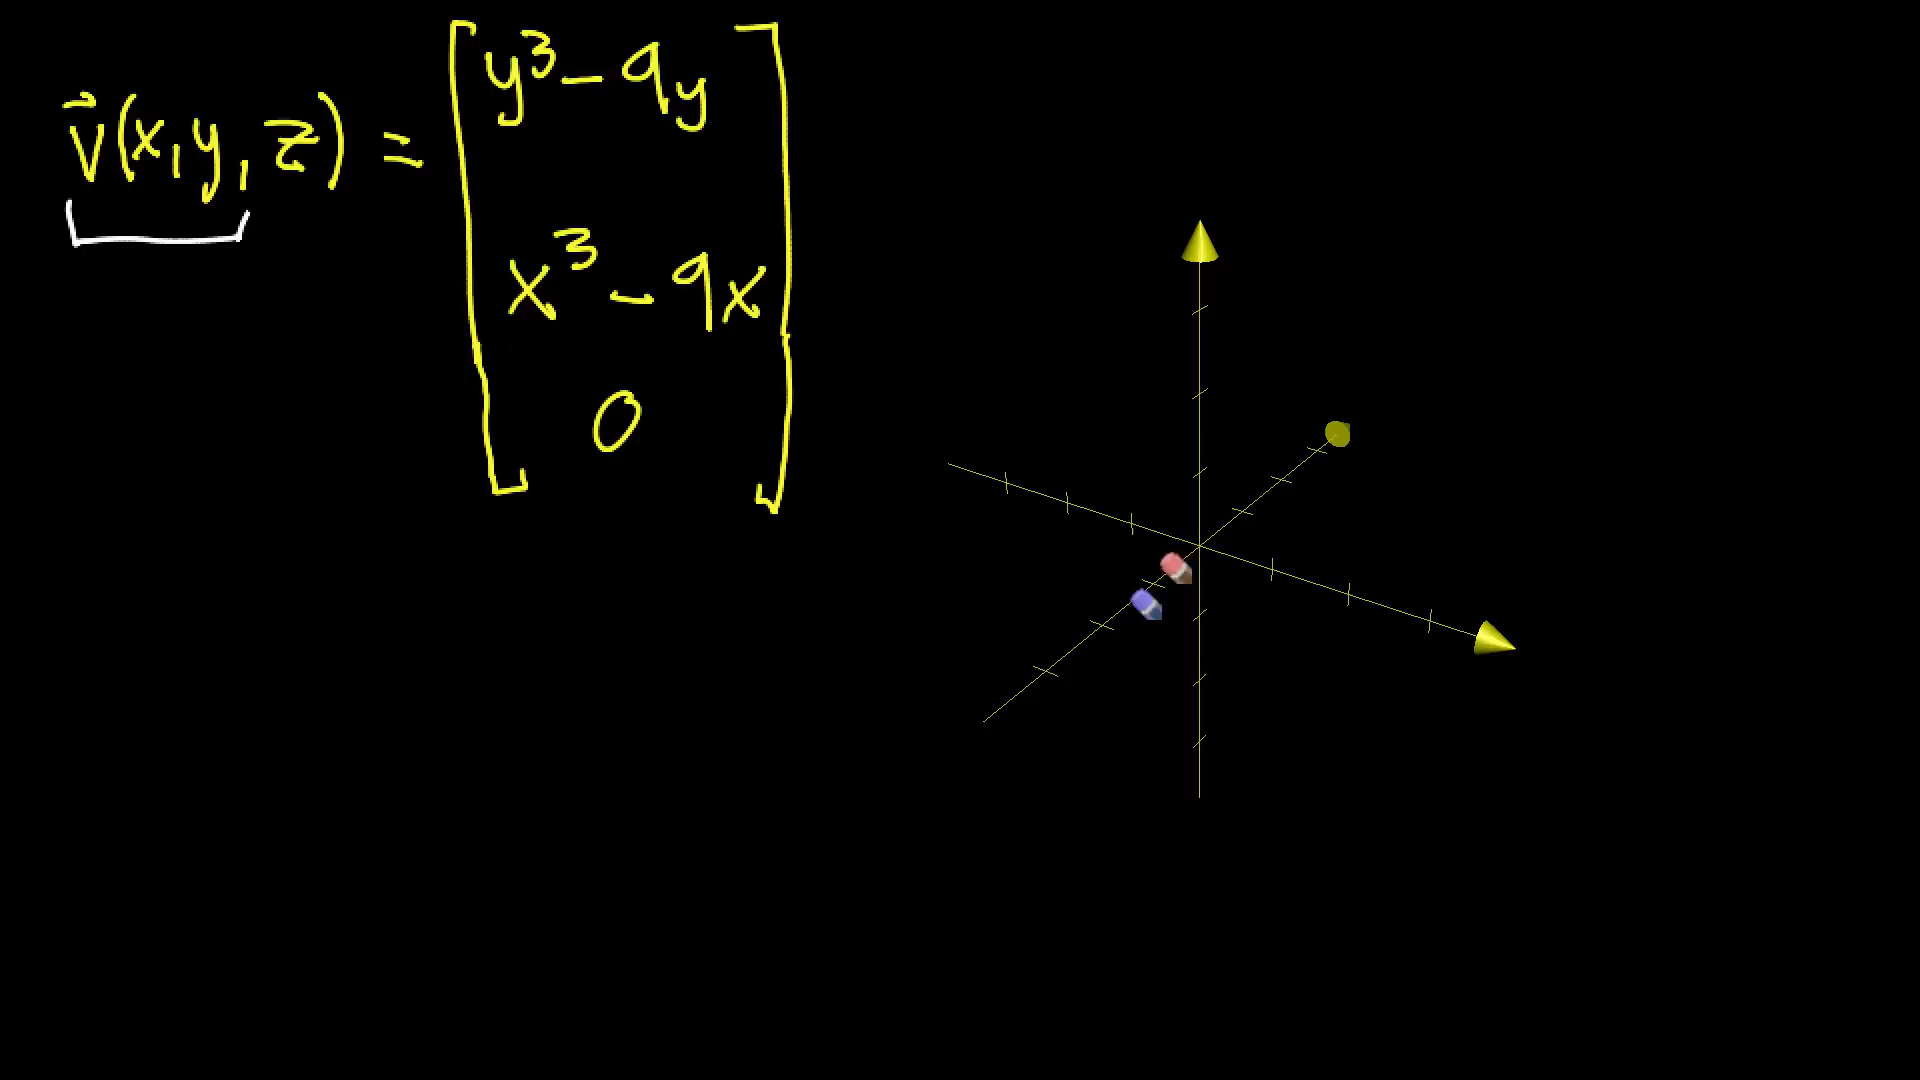 v⃗(x,y,z) =
y³ - 9y
x³ - 9x
0